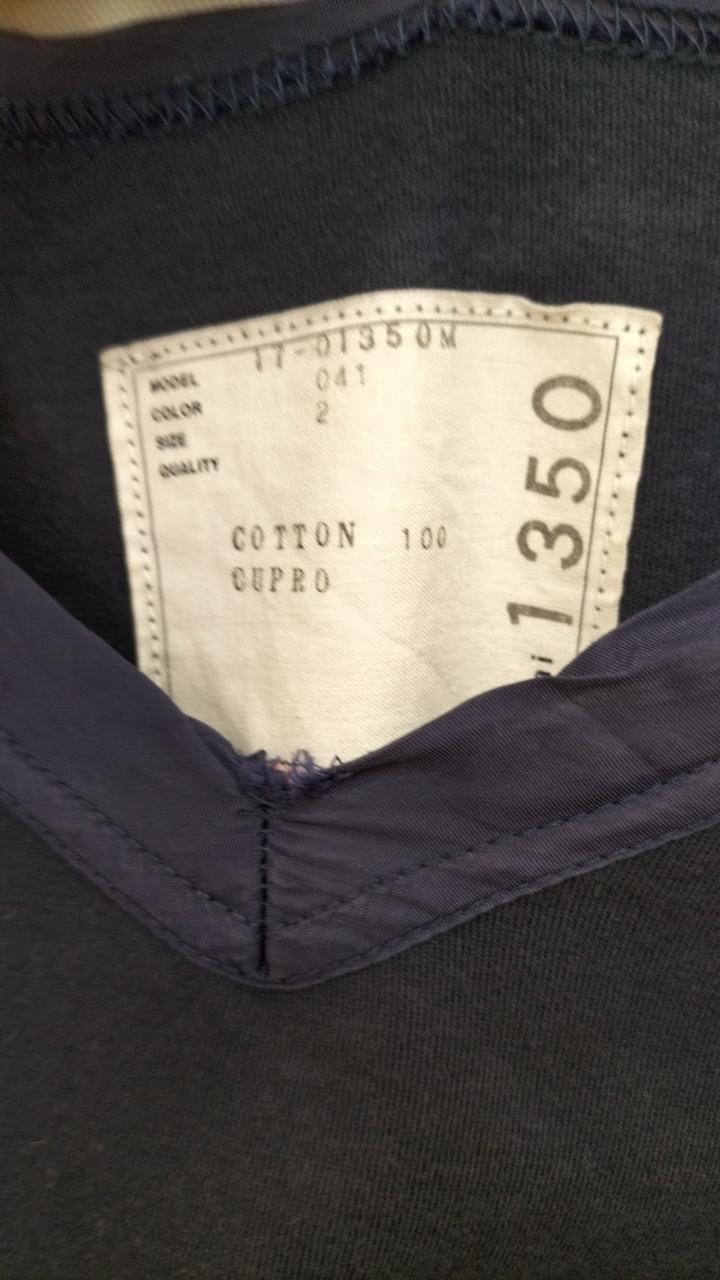 17-01350M
MODEL 041
COLOR 2
SIZE
QUALITY
COTTON 100
CUPRO
1350